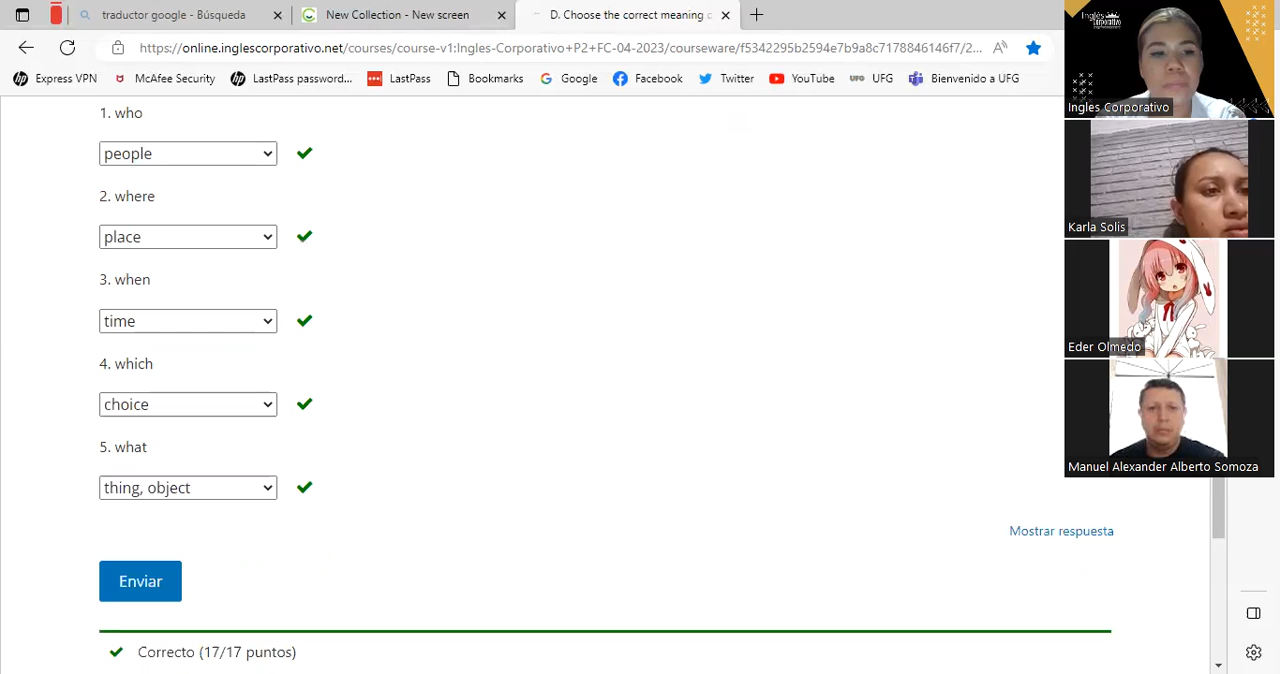 traductor google - Búsqueda
New Collection - New screen
D. Choose the correct meaning
https://online.inglescorporativo.net/courses/course-v1:Ingles-Corporativo+P2+FC-04-2023/courseware/f5342295b2594e7b9a8c7178846146f7/2...
Express VPN
McAfee Security
LastPass password...
LastPass
Bookmarks
Google
Facebook
Twitter
YouTube
UFG
Bienvenido a UFG
1. who
people
2. where
place
3. when
time
4. which
choice
5. what
thing, object
Mostrar respuesta
Enviar
Correcto (17/17 puntos)
Inglés
Corporativo
Ingles Corporativo
Karla Solis
Eder Olmedo
Manuel Alexander Alberto Somoza